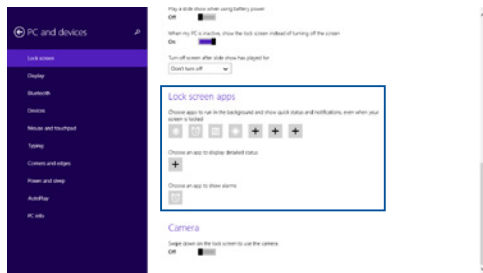 PC and devices
Lock screen
Display
Bluetooth
Devices
Mouse and touchpad
Typing
Corners and edges
Power and sleep
AutoPlay
PC info
Play a slide show when using battery power
Off
When my PC is inactive, show the lock screen instead of turning off the screen
On
Turn off screen after slide show has played for
Don't turn off
Lock screen apps
Choose apps to run in the background and show quick status and notifications, even when your
screen is locked
Choose an app to display detailed status
Choose an app to show alarms
Camera
Swipe down on the lock screen to use the camera
Off